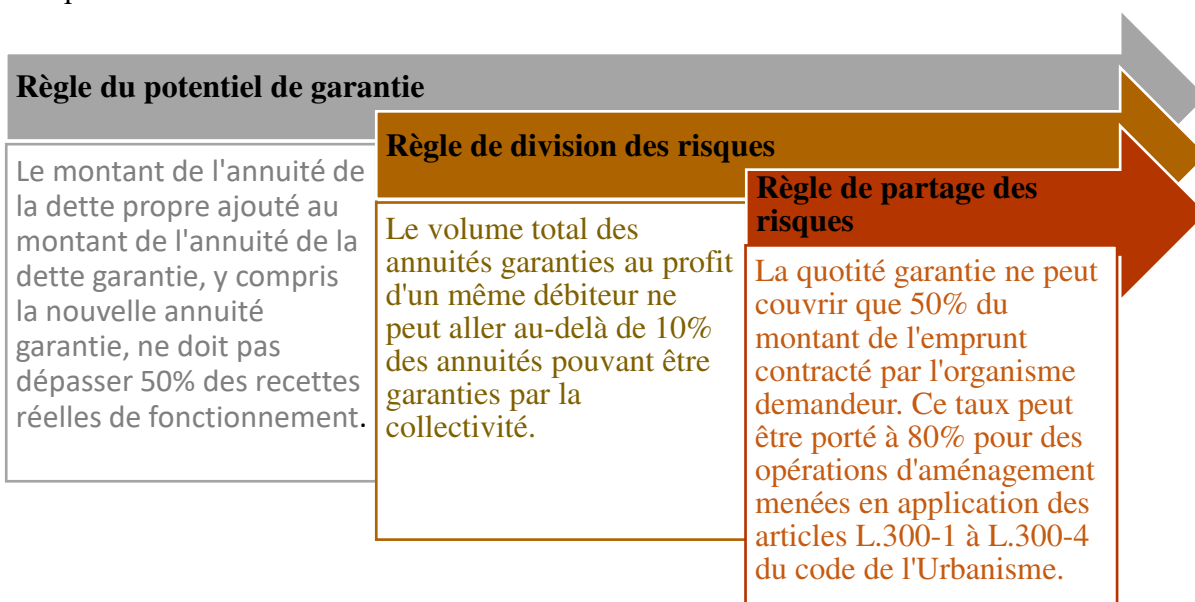 Règle du potentiel de garantie
Le montant de l'annuité de
la dette propre ajouté au
montant de l'annuité de la
dette garantie, y compris
la nouvelle annuité
garantie, ne doit pas
dépasser 50% des recettes
réelles de fonctionnement.
Règle de division des risques
Le volume total des
annuités garanties au profit
d'un même débiteur ne
peut aller au-delà de 10%
des annuités pouvant être
garanties par la
collectivité.
Règle de partage des
risques
La quotité garantie ne peut
couvrir que 50% du
montant de l'emprunt
contracté par l'organisme
demandeur. Ce taux peut
être porté à 80% pour des
opérations d'aménagement
menées en application des
articles L.300-1 à L.300-4
du code de l'Urbanisme.